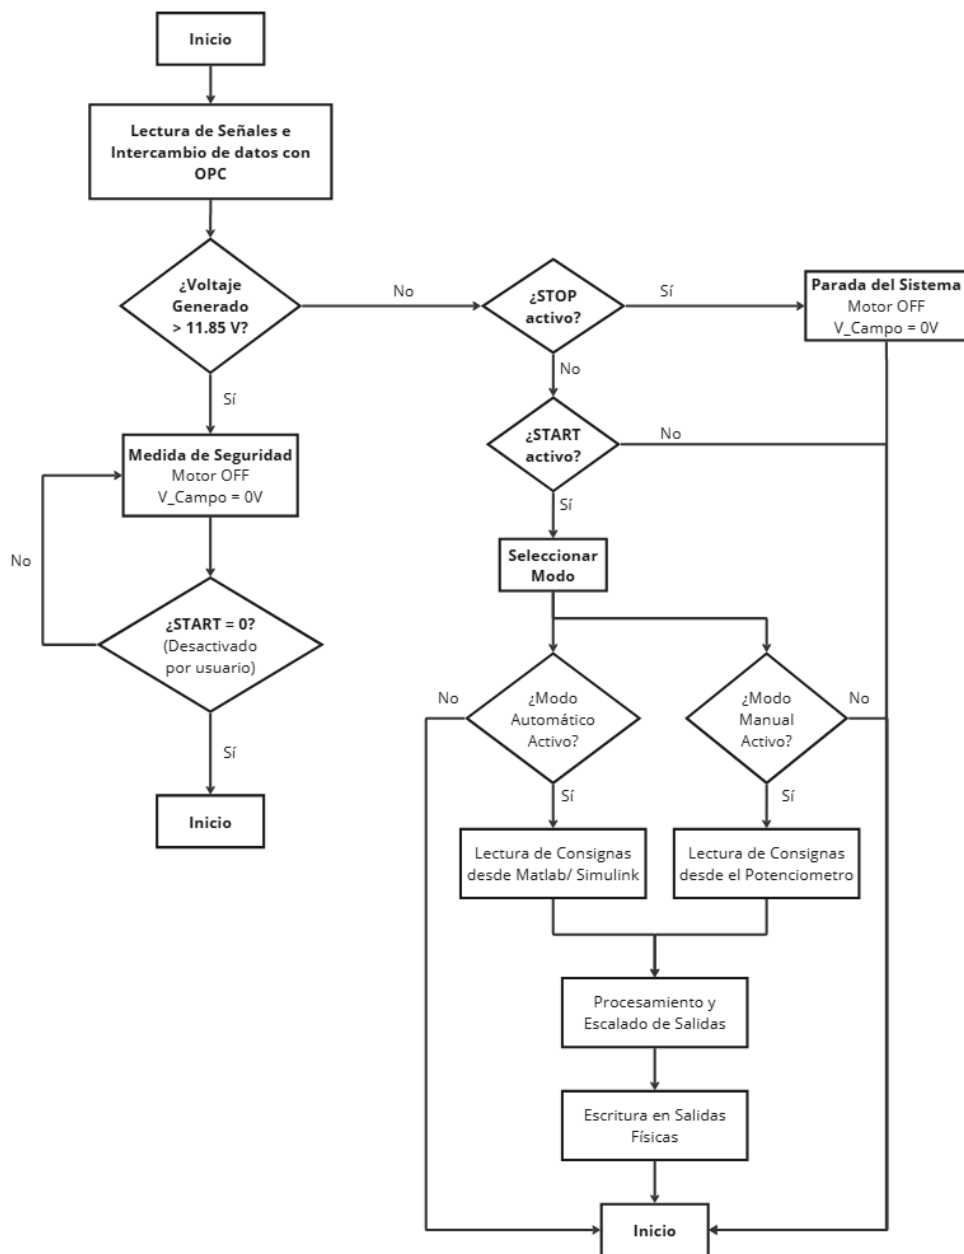 Inicio
Lectura de Señales e
Intercambio de datos con
OPC
¿Voltaje
Generado
> 11.85 V?
No
¿STOP
activo?
Sí
Parada del Sistema
Motor OFF
V_Campo = 0V
No
¿START
activo?
No
Sí
Sí
Medida de Seguridad
Motor OFF
V_Campo = 0V
No
¿START = 0?
(Desactivado
por usuario)
Sí
Inicio
Seleccionar
Modo
No
¿Modo
Automático
Activo?
¿Modo
Manual
Activo?
No
Sí
Sí
Lectura de Consignas
desde Matlab/ Simulink
Lectura de Consignas
desde el Potenciometro
Procesamiento y
Escalado de Salidas
Escritura en Salidas
Físicas
Inicio